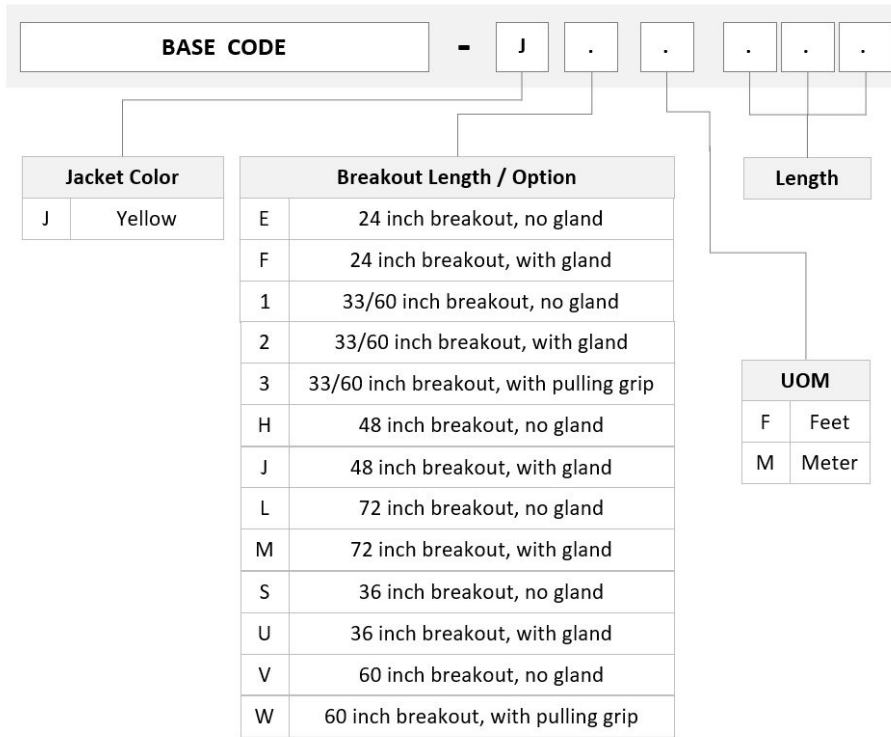 BASE CODE - J . . . . .
Jacket Color
J Yellow
Breakout Length / Option
E 24 inch breakout, no gland
F 24 inch breakout, with gland
1 33/60 inch breakout, no gland
2 33/60 inch breakout, with gland
3 33/60 inch breakout, with pulling grip
H 48 inch breakout, no gland
J 48 inch breakout, with gland
L 72 inch breakout, no gland
M 72 inch breakout, with gland
S 36 inch breakout, no gland
U 36 inch breakout, with gland
V 60 inch breakout, no gland
W 60 inch breakout, with pulling grip
Length
UOM
F Feet
M Meter